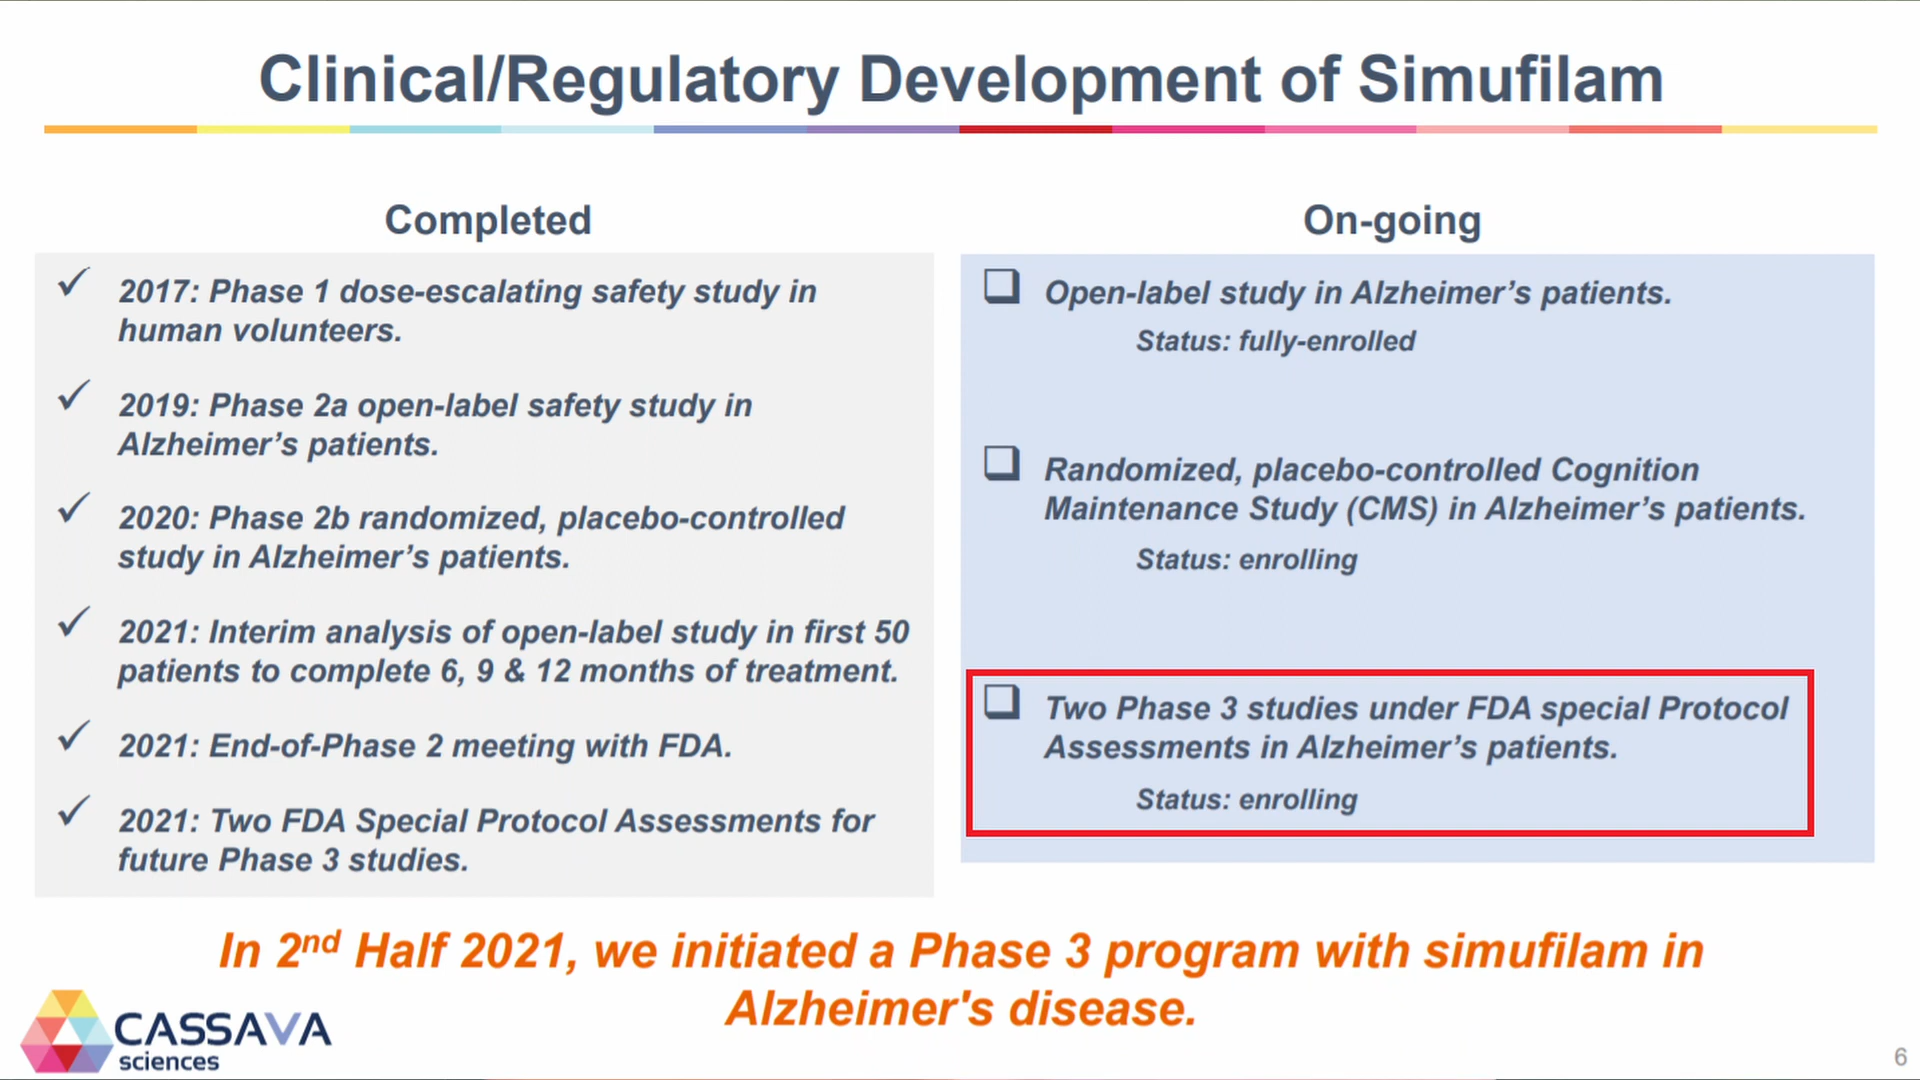 Clinical/Regulatory Development of Simufilam
Completed
✓ 2017: Phase 1 dose-escalating safety study in
human volunteers.
✓ 2019: Phase 2a open-label safety study in
Alzheimer’s patients.
✓ 2020: Phase 2b randomized, placebo-controlled
study in Alzheimer’s patients.
✓ 2021: Interim analysis of open-label study in first 50
patients to complete 6, 9 & 12 months of treatment.
✓ 2021: End-of-Phase 2 meeting with FDA.
✓ 2021: Two FDA Special Protocol Assessments for
future Phase 3 studies.
On-going
❑ Open-label study in Alzheimer’s patients.
Status: fully-enrolled
❑ Randomized, placebo-controlled Cognition
Maintenance Study (CMS) in Alzheimer’s patients.
Status: enrolling
❑ Two Phase 3 studies under FDA special Protocol
Assessments in Alzheimer’s patients.
Status: enrolling
In 2nd Half 2021, we initiated a Phase 3 program with simufilam in
Alzheimer's disease.
CASSAVA
sciences
6